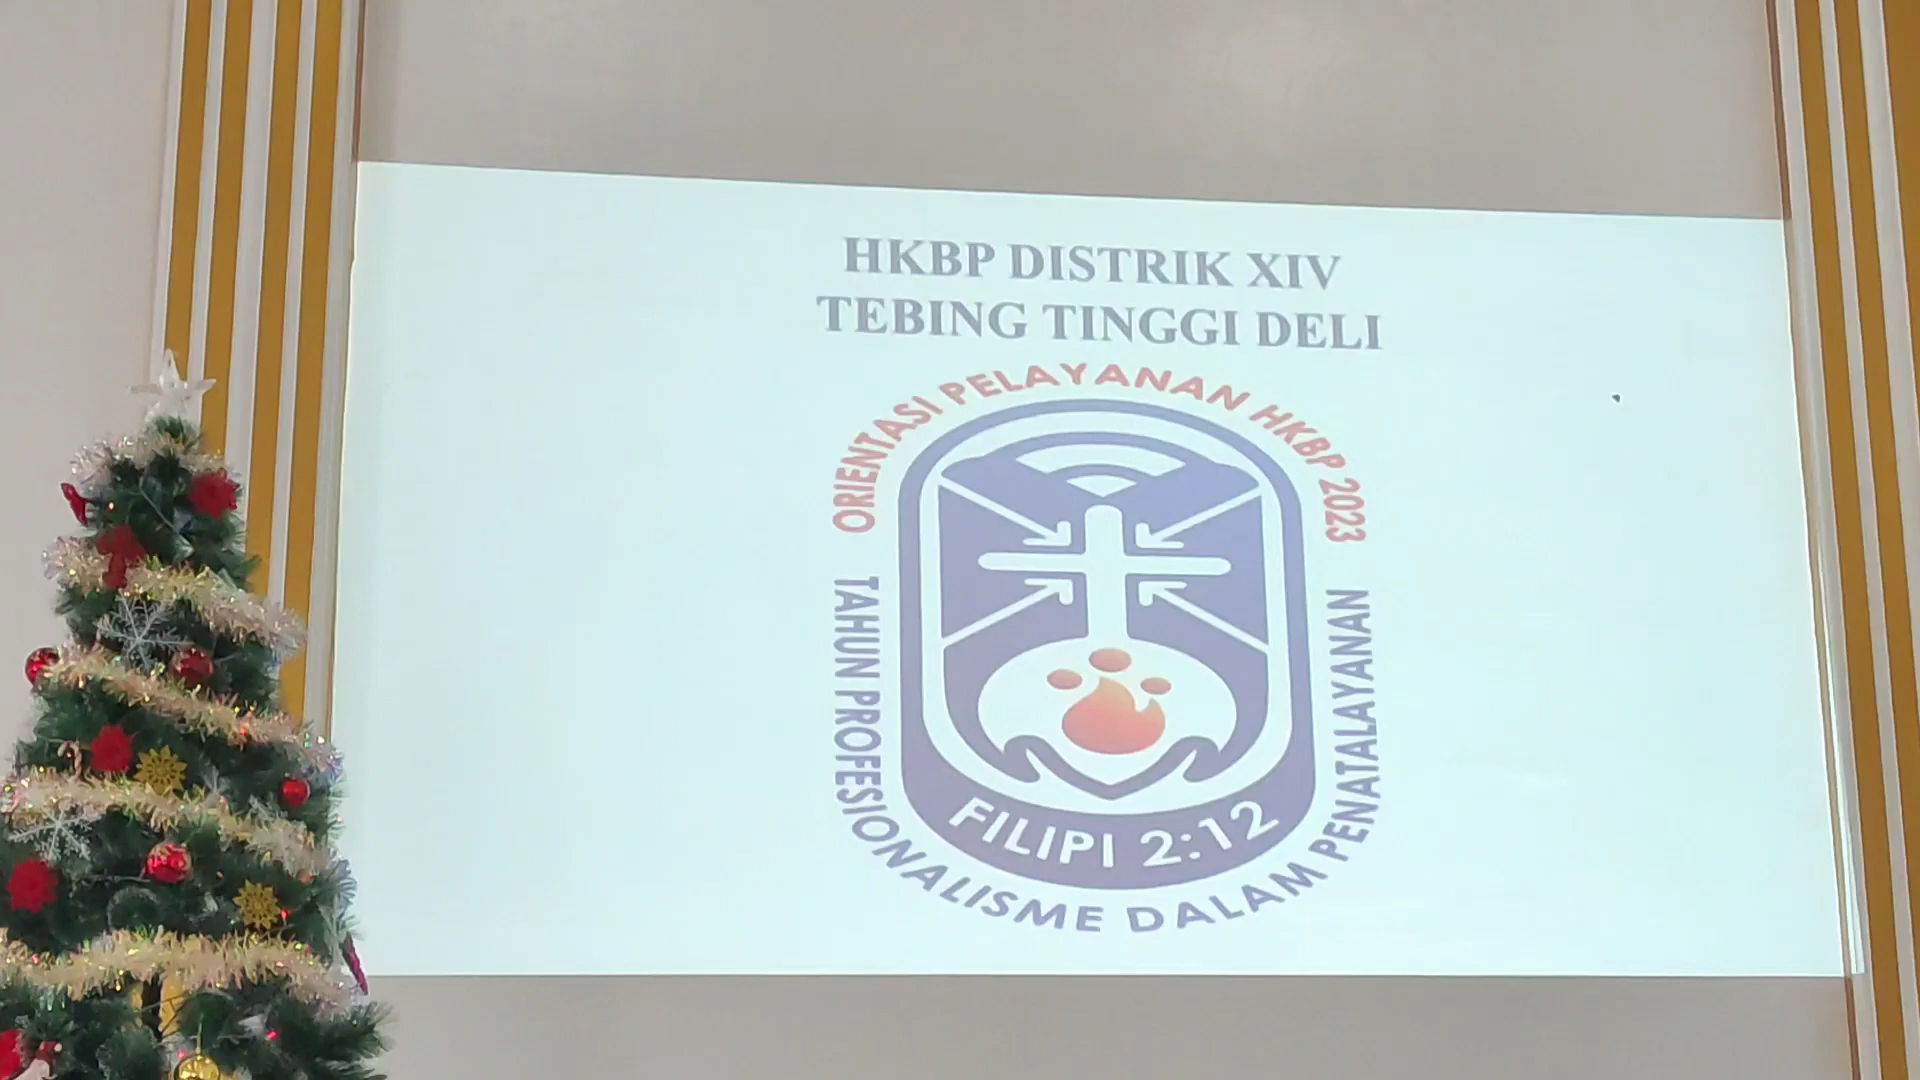 HKBP DISTRIK XIV
TEBING TINGGI DELI
ORIENTASI PELAYANAN HKBP 2023
FILIPI 2:12
TAHUN PROFESIONALISME DALAM PENATALAYANAN